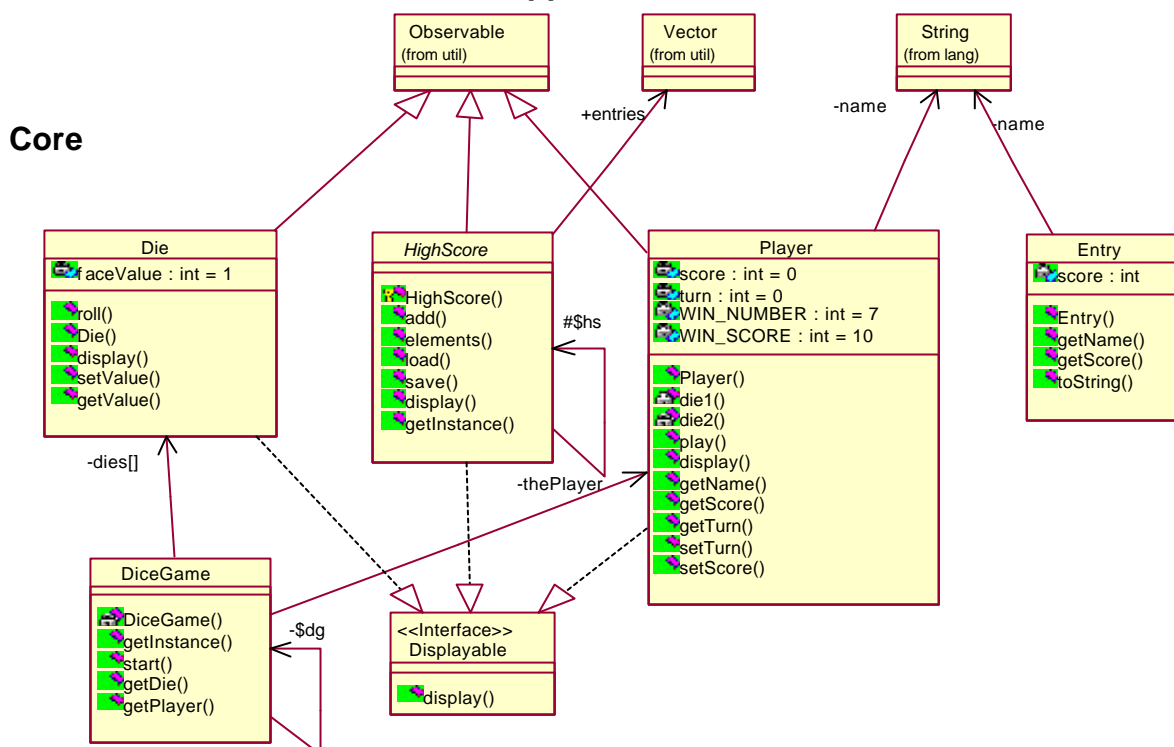 Observable
(from util)
Vector
(from util)
String
(from lang)
+entries
-name
-name
Core
Die
faceValue : int = 1
roll()
Die()
display()
setValue()
getValue()
HighScore
HighScore()
add()
elements()
load()
save()
display()
getInstance()
#$hs
Player
score : int = 0
turn : int = 0
WIN_NUMBER : int = 7
WIN_SCORE : int = 10
Player()
die1()
die2()
play()
display()
getName()
getScore()
getTurn()
setTurn()
setScore()
Entry
score : int
Entry()
getName()
getScore()
toString()
-dies[]
-thePlayer
DiceGame
DiceGame()
getInstance()
start()
getDie()
getPlayer()
-$dg
<<Interface>>
Displayable
display()